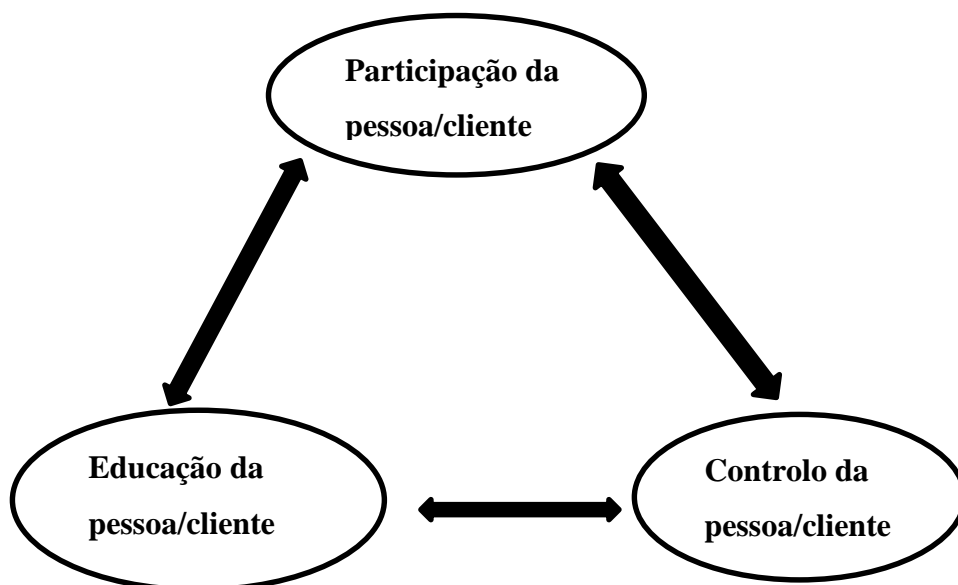 Participação da
pessoa/cliente
Educação da
pessoa/cliente
Controlo da
pessoa/cliente